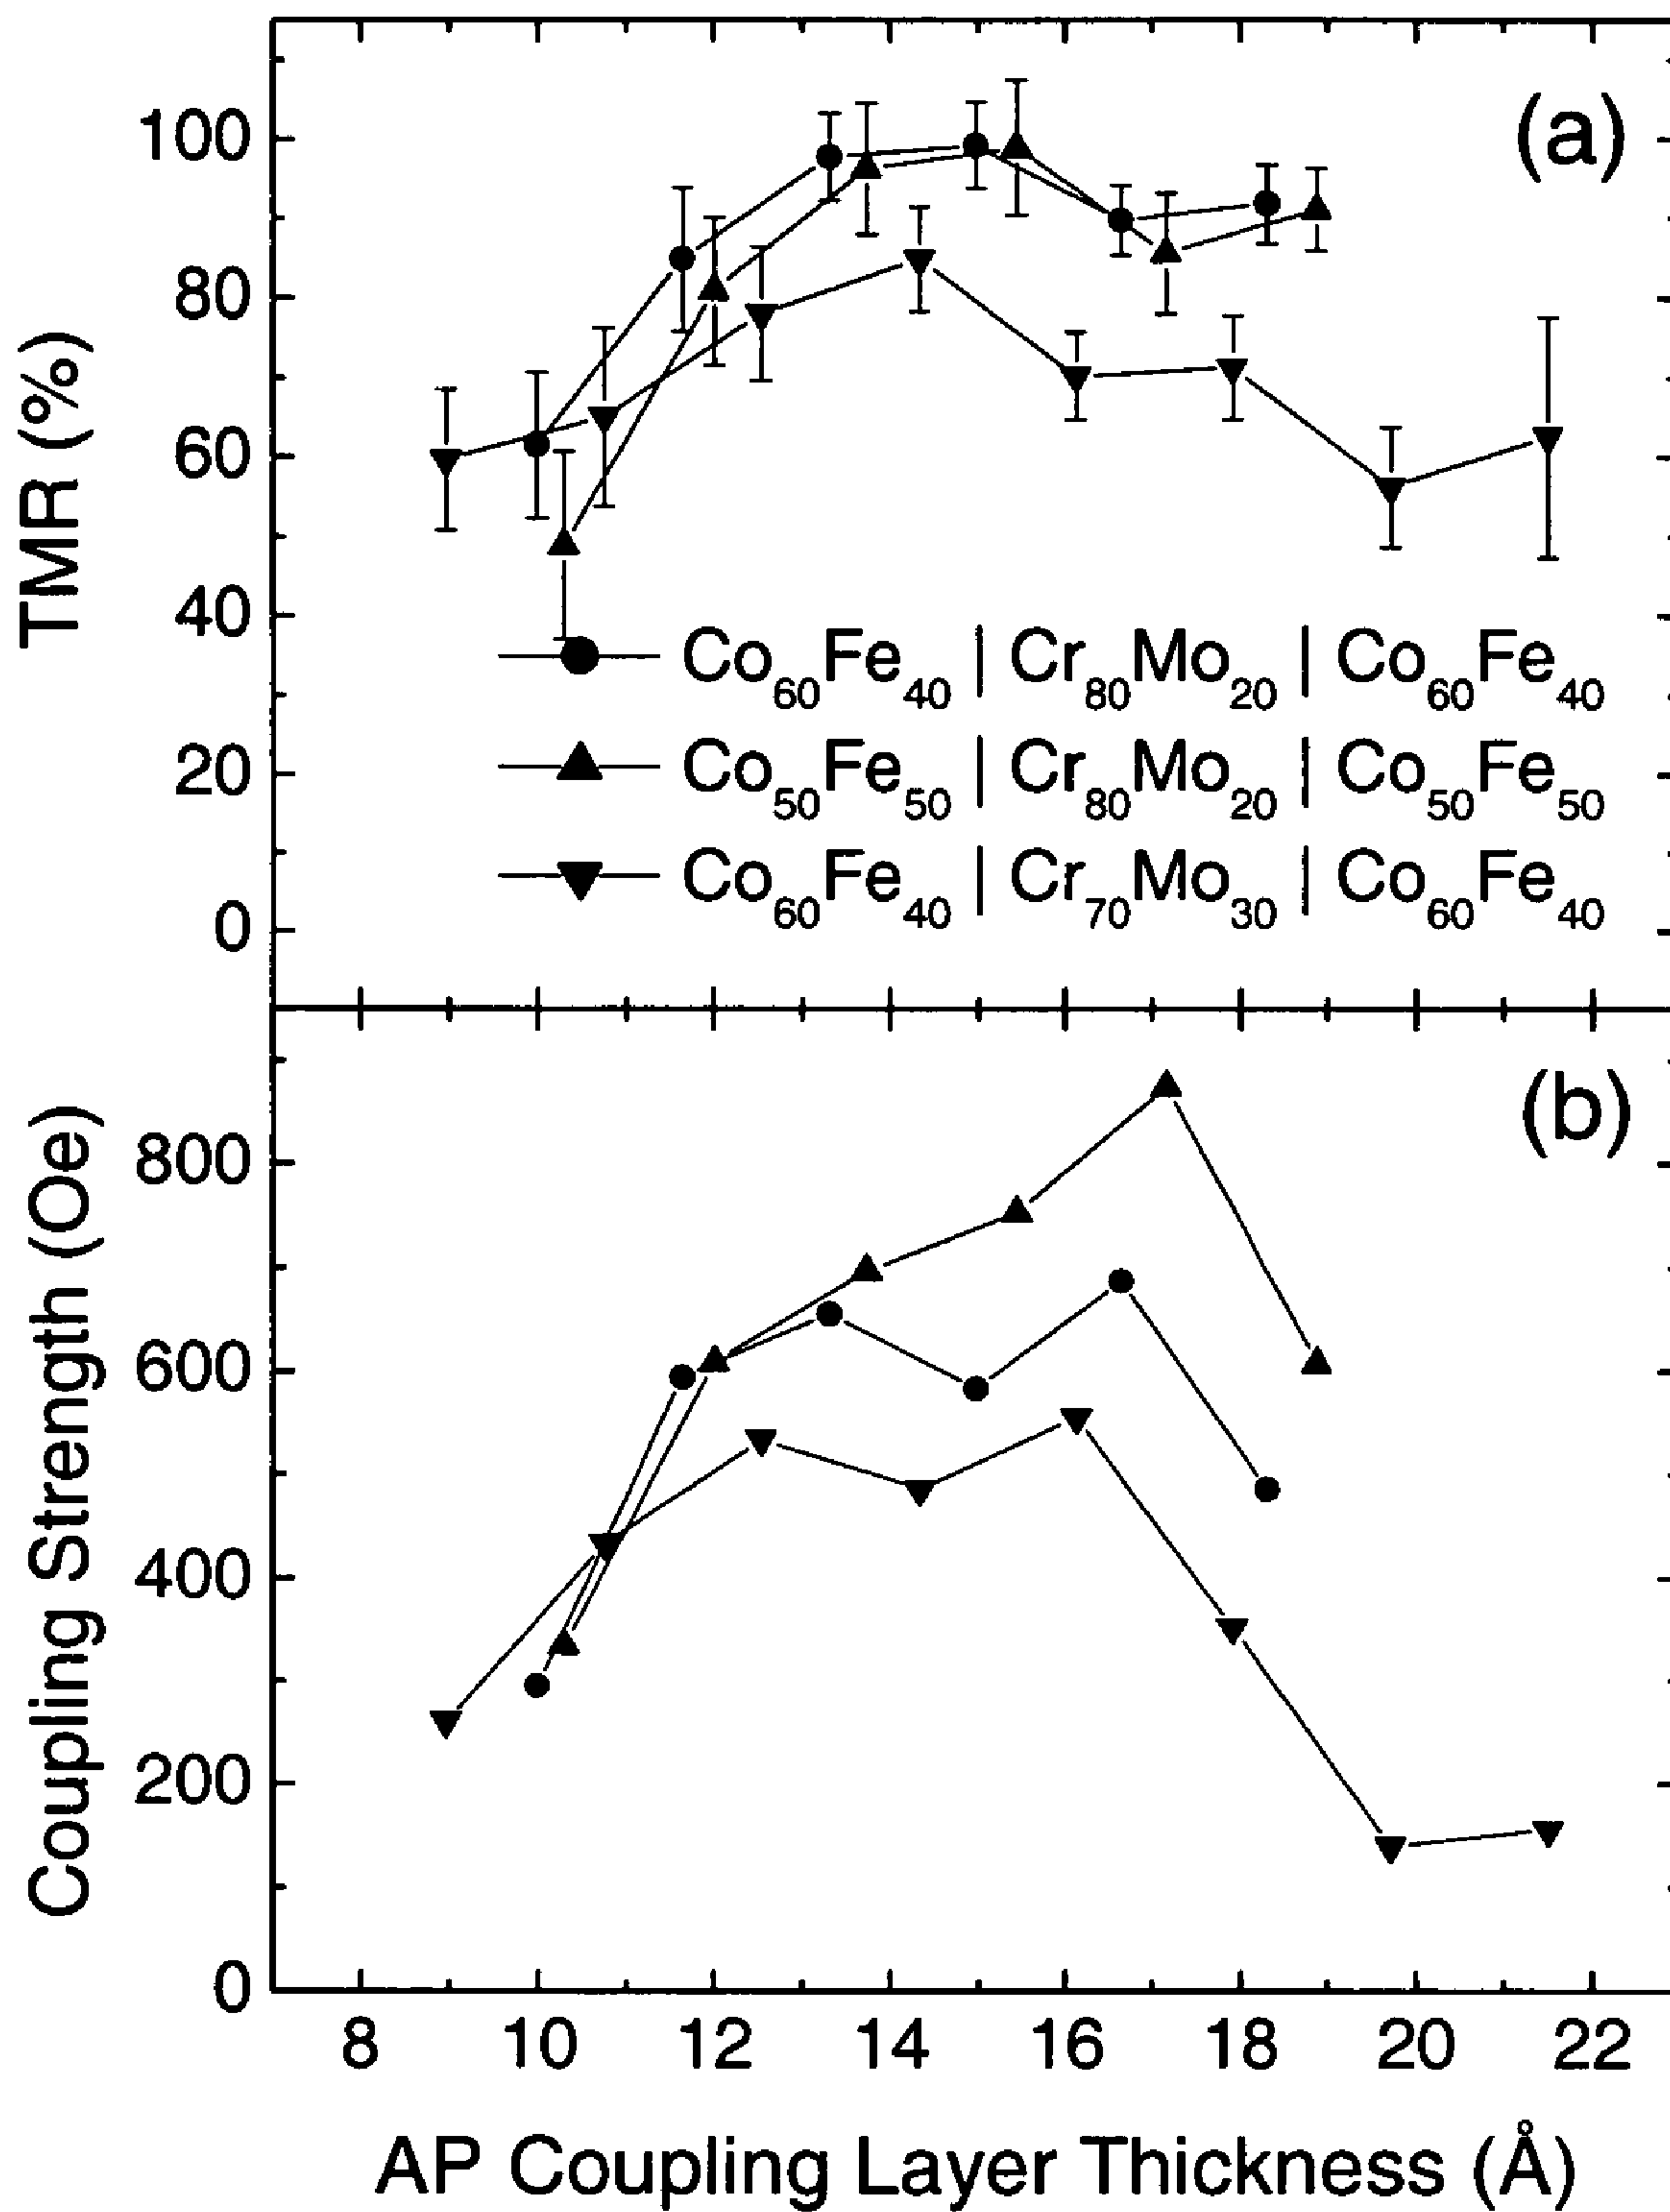 (a)
TMR (%)
100
80
60
40
20
0
Co₆₀Fe₄₀ | Cr₈₀Mo₂₀ | Co₆₀Fe₄₀
Co₅₀Fe₅₀ | Cr₈₀Mo₂₀ | Co₅₀Fe₅₀
Co₆₀Fe₄₀ | Cr₇₀Mo₃₀ | Co₆₀Fe₄₀
(b)
Coupling Strength (Oe)
800
600
400
200
0
8 10 12 14 16 18 20 22
AP Coupling Layer Thickness (Å)